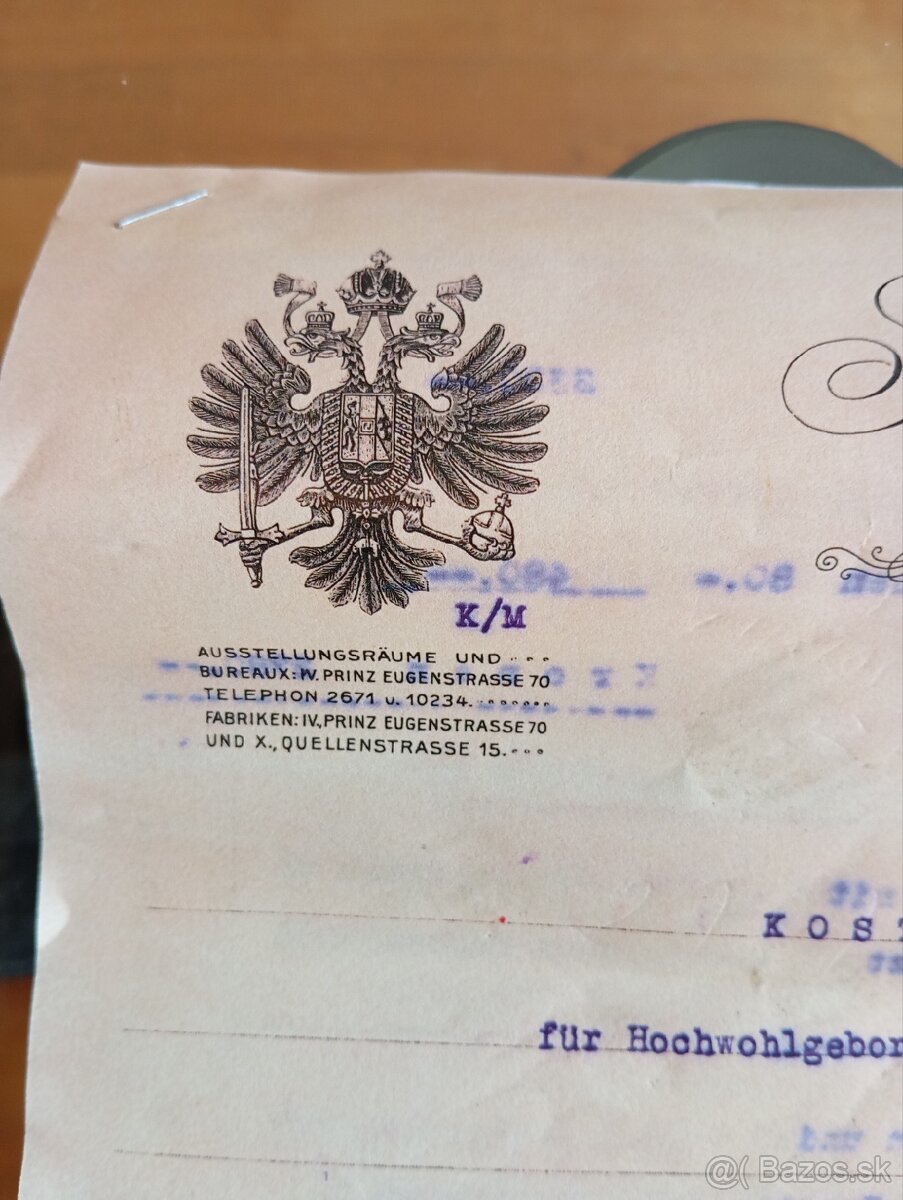 K/M
AUSSTELLUNGSRÄUME UND
BUREAUX: IV. PRINZ EUGENSTRASSE 70
TELEPHON 2671 u. 10234.
FABRIKEN: IV., PRINZ EUGENSTRASSE 70
UND X., QUELLENSTRASSE 15.
KOST
für Hochwohlgebor
@( Bazos.sk